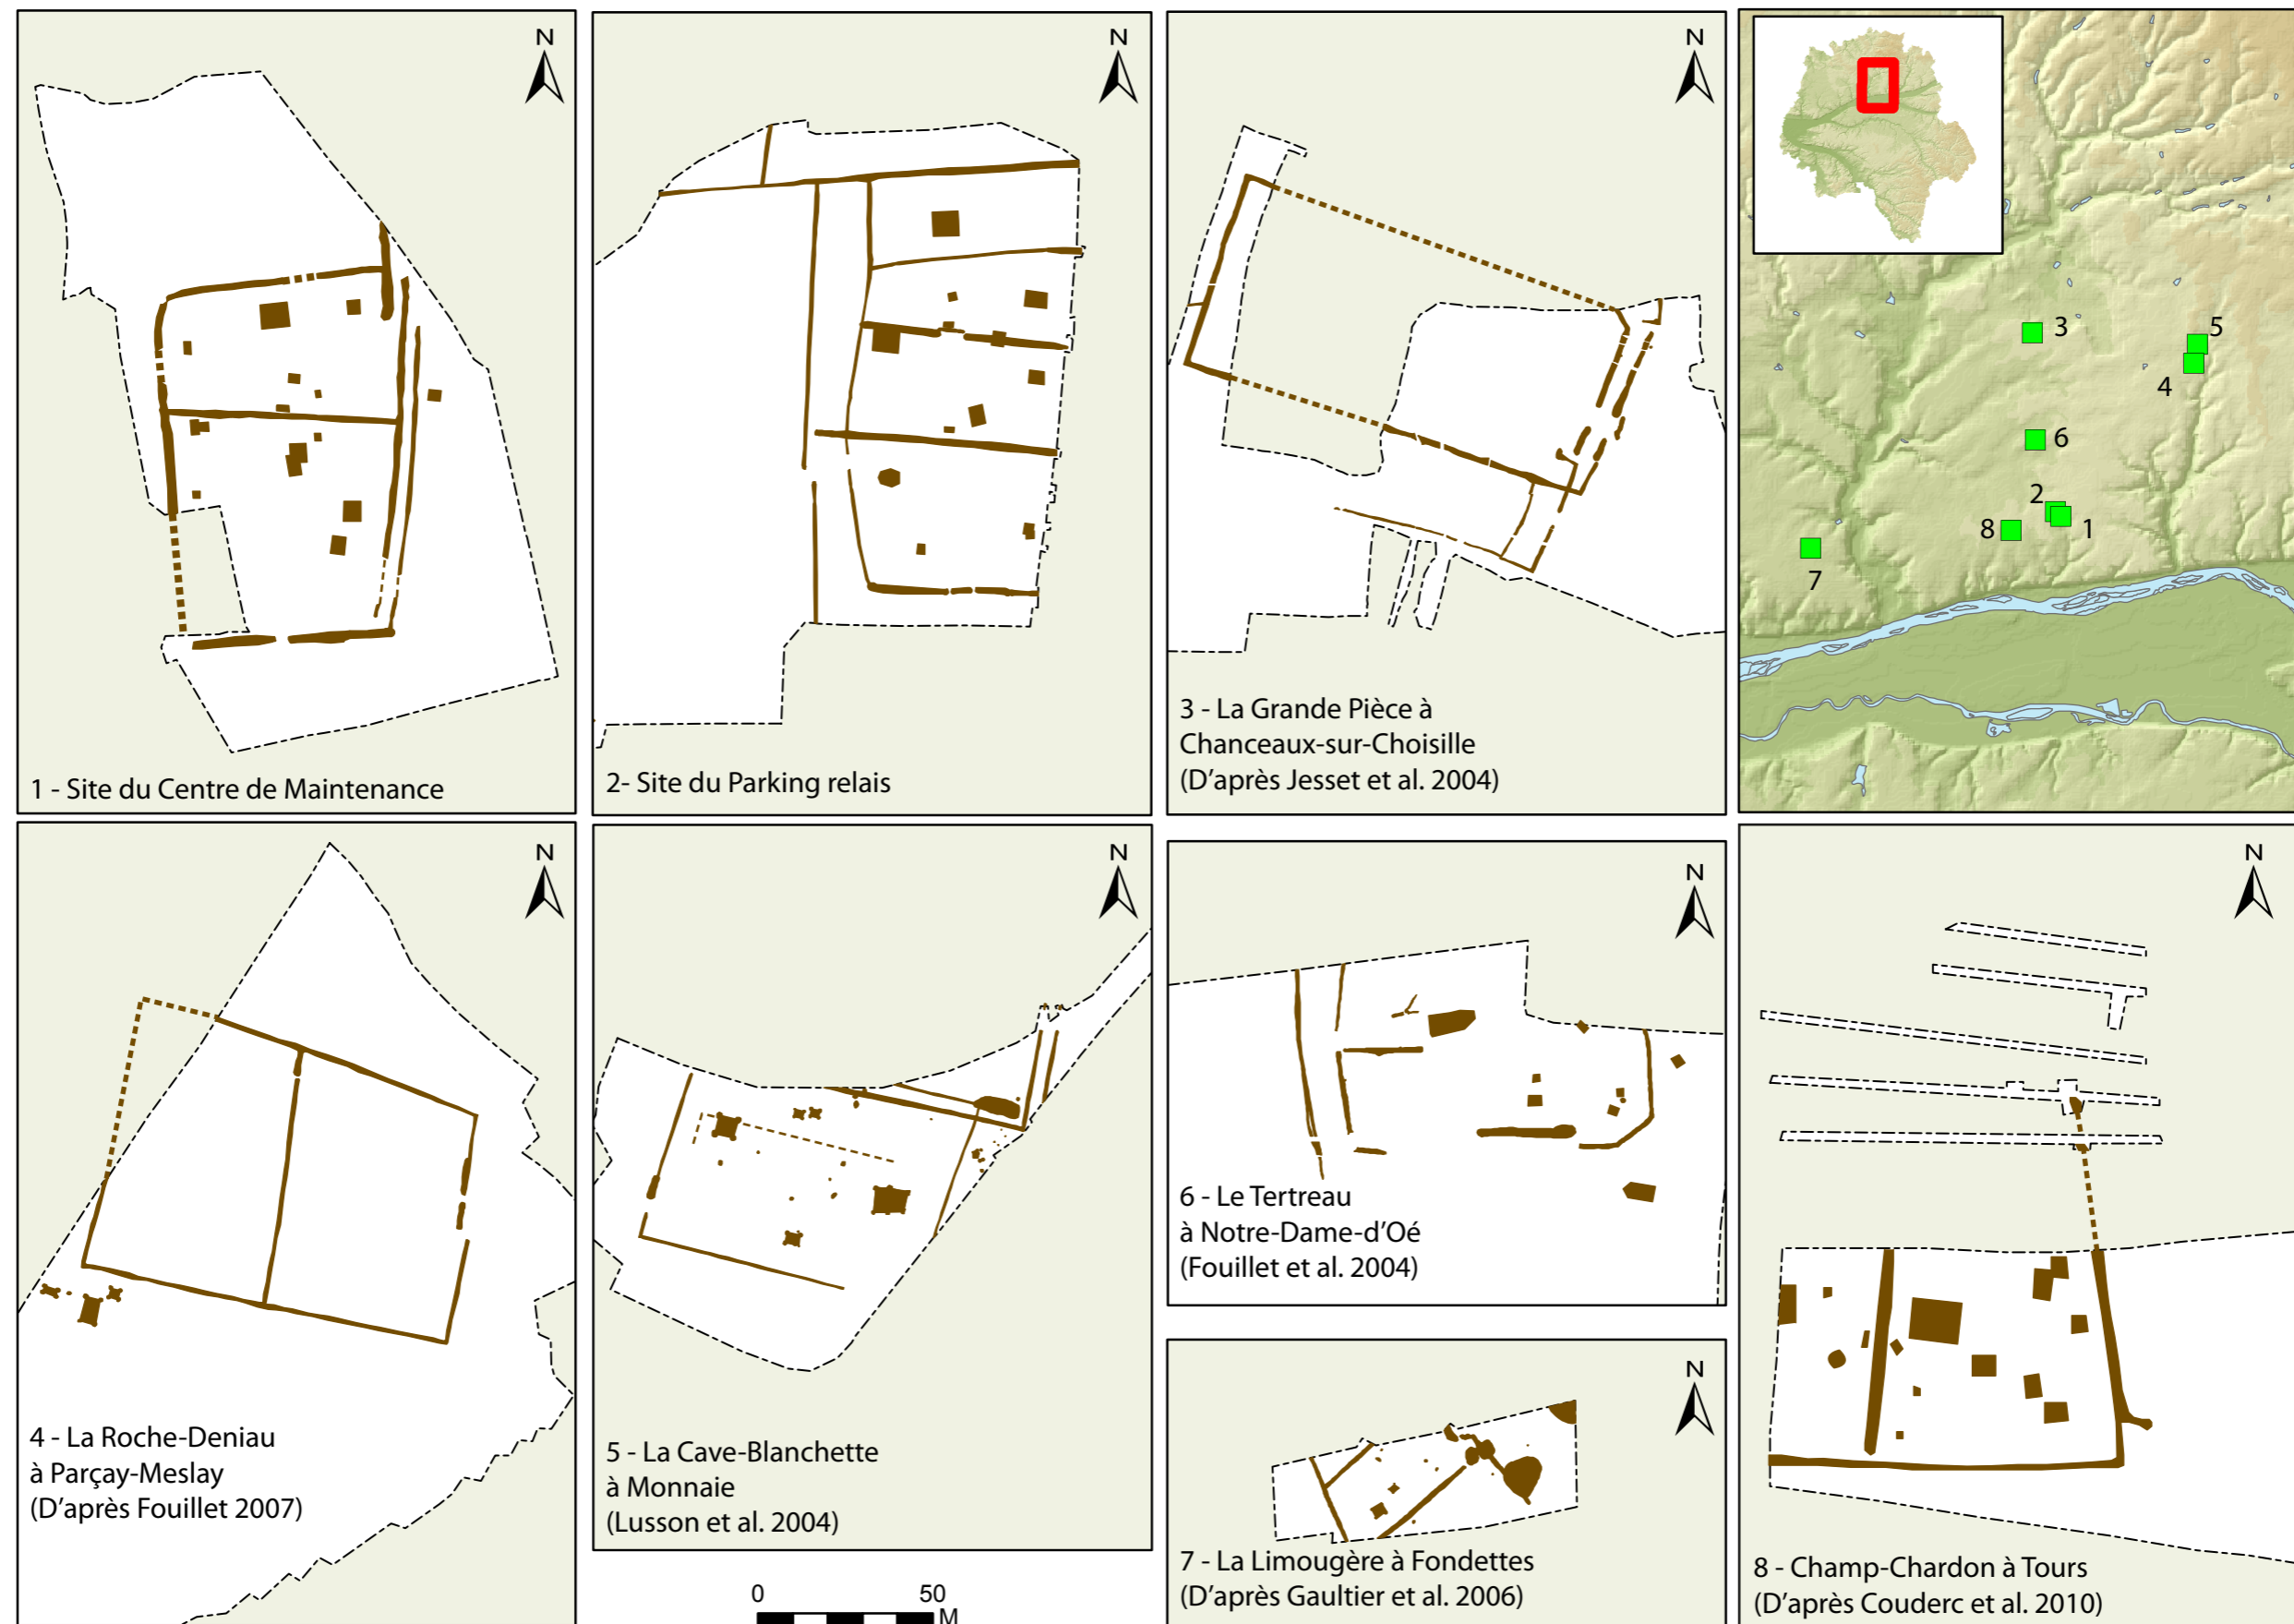 N
1 - Site du Centre de Maintenance
N
2- Site du Parking relais
N
3 - La Grande Pièce à
Chanceaux-sur-Choisille
(D'après Jesset et al. 2004)
3
5
4
6
2
8
1
7
N
4 - La Roche-Deniau
à Parçay-Meslay
(D'après Fouillet 2007)
N
5 - La Cave-Blanchette
à Monnaie
(Lusson et al. 2004)
0 50
M
N
6 - Le Tertreau
à Notre-Dame-d'Oé
(Fouillet et al. 2004)
N
7 - La Limougère à Fondettes
(D'après Gaultier et al. 2006)
N
8 - Champ-Chardon à Tours
(D'après Couderc et al. 2010)